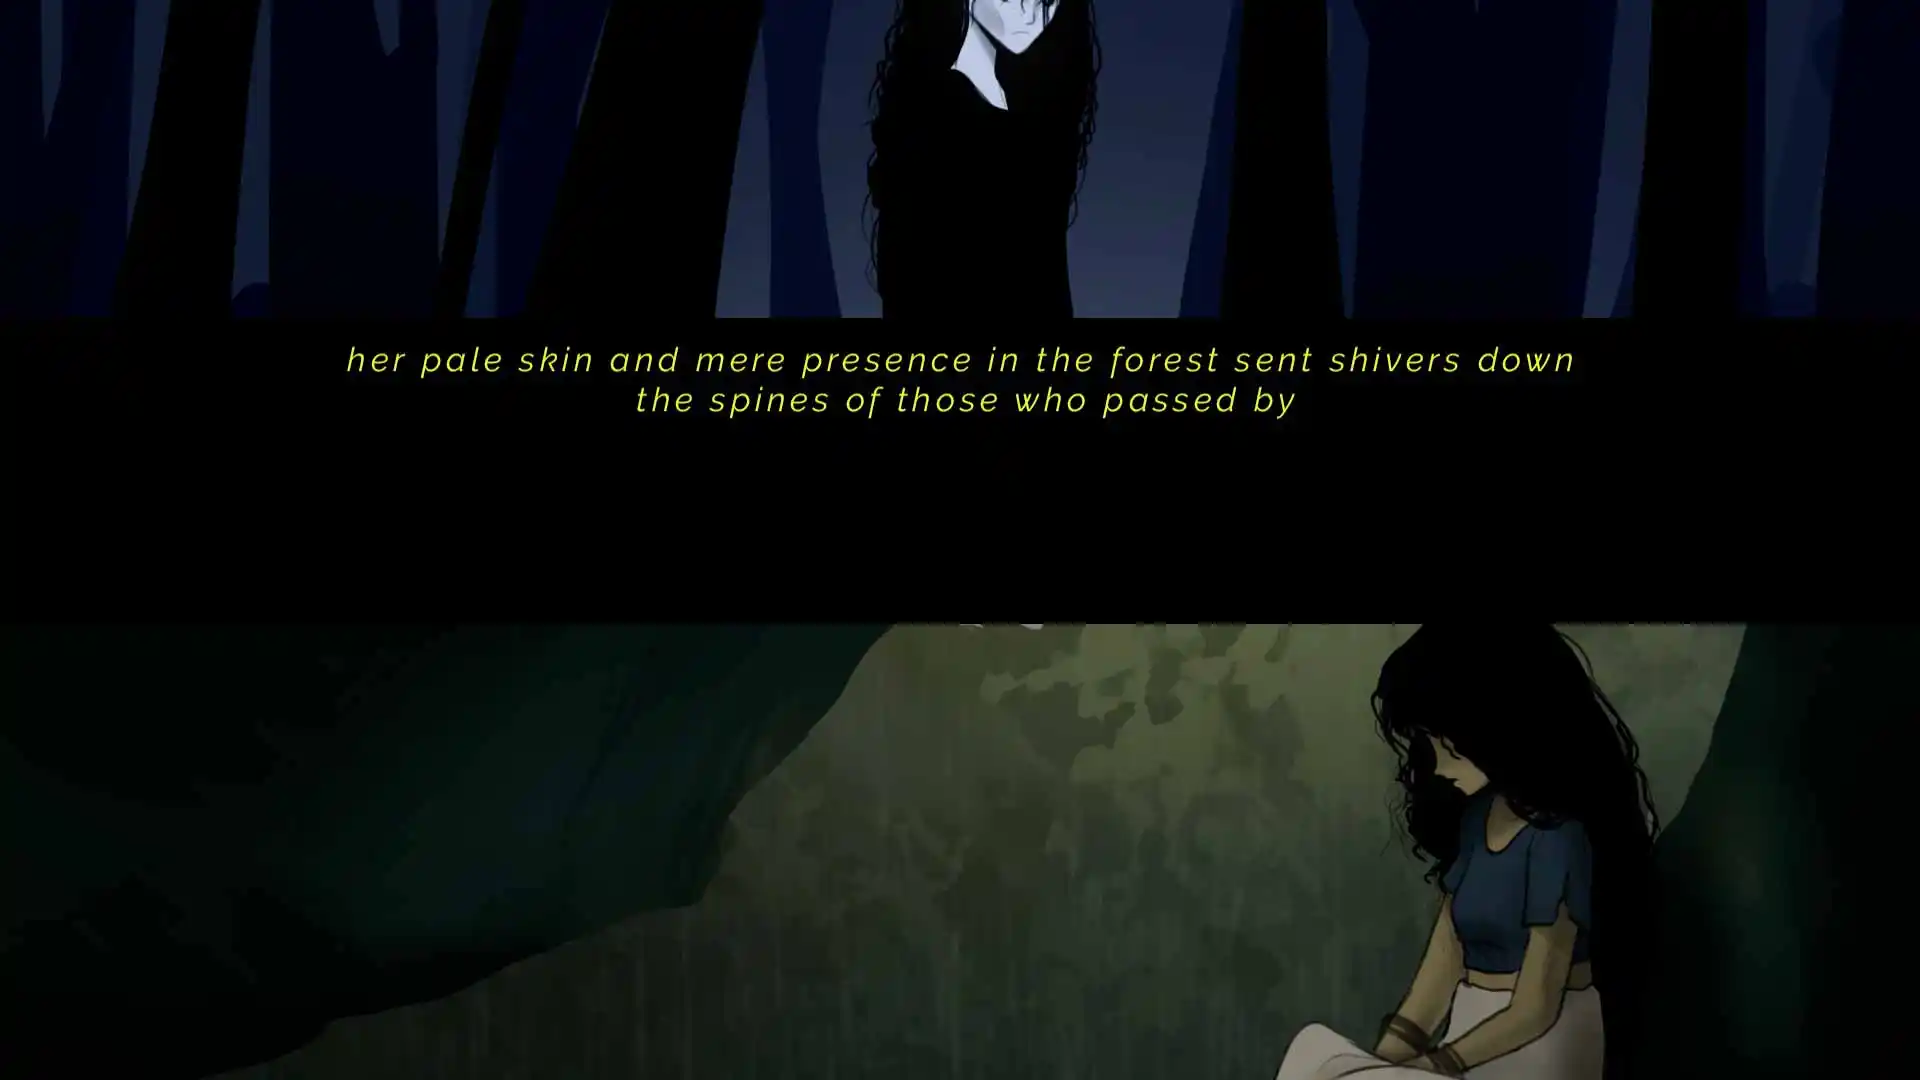 her pale skin and mere presence in the forest sent shivers down
the spines of those who passed by